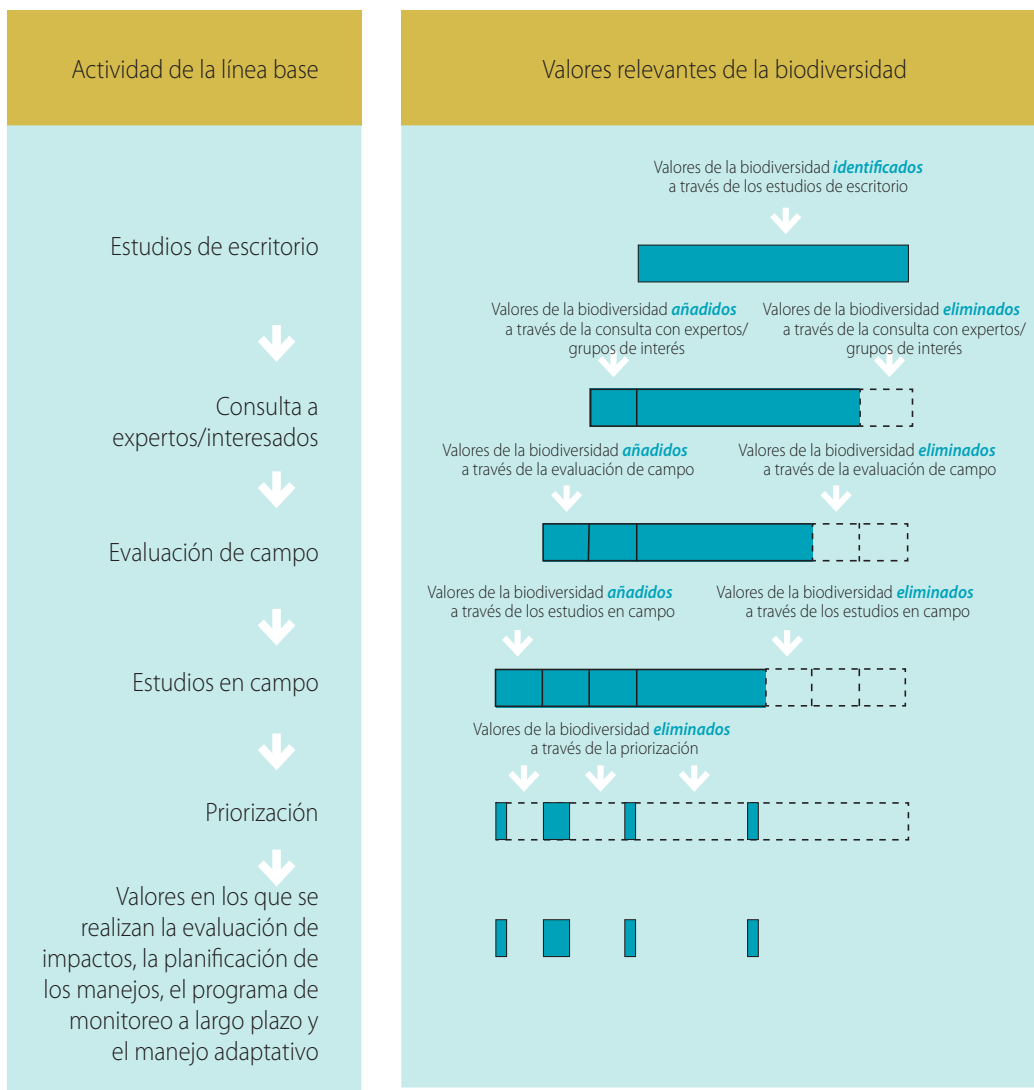 Actividad de la línea base
Valores relevantes de la biodiversidad
Valores de la biodiversidad identificados
a través de los estudios de escritorio
Estudios de escritorio
Valores de la biodiversidad añadidos
a través de la consulta con expertos/
grupos de interés
Valores de la biodiversidad eliminados
a través de la consulta con expertos/
grupos de interés
Consulta a
expertos/interesados
Valores de la biodiversidad añadidos
a través de la evaluación de campo
Valores de la biodiversidad eliminados
a través de la evaluación de campo
Evaluación de campo
Valores de la biodiversidad añadidos
a través de los estudios en campo
Valores de la biodiversidad eliminados
a través de los estudios en campo
Estudios en campo
Valores de la biodiversidad eliminados
a través de la priorización
Priorización
Valores en los que se
realizan la evaluación de
impactos, la planificación de
los manejos, el programa de
monitoreo a largo plazo y
el manejo adaptativo